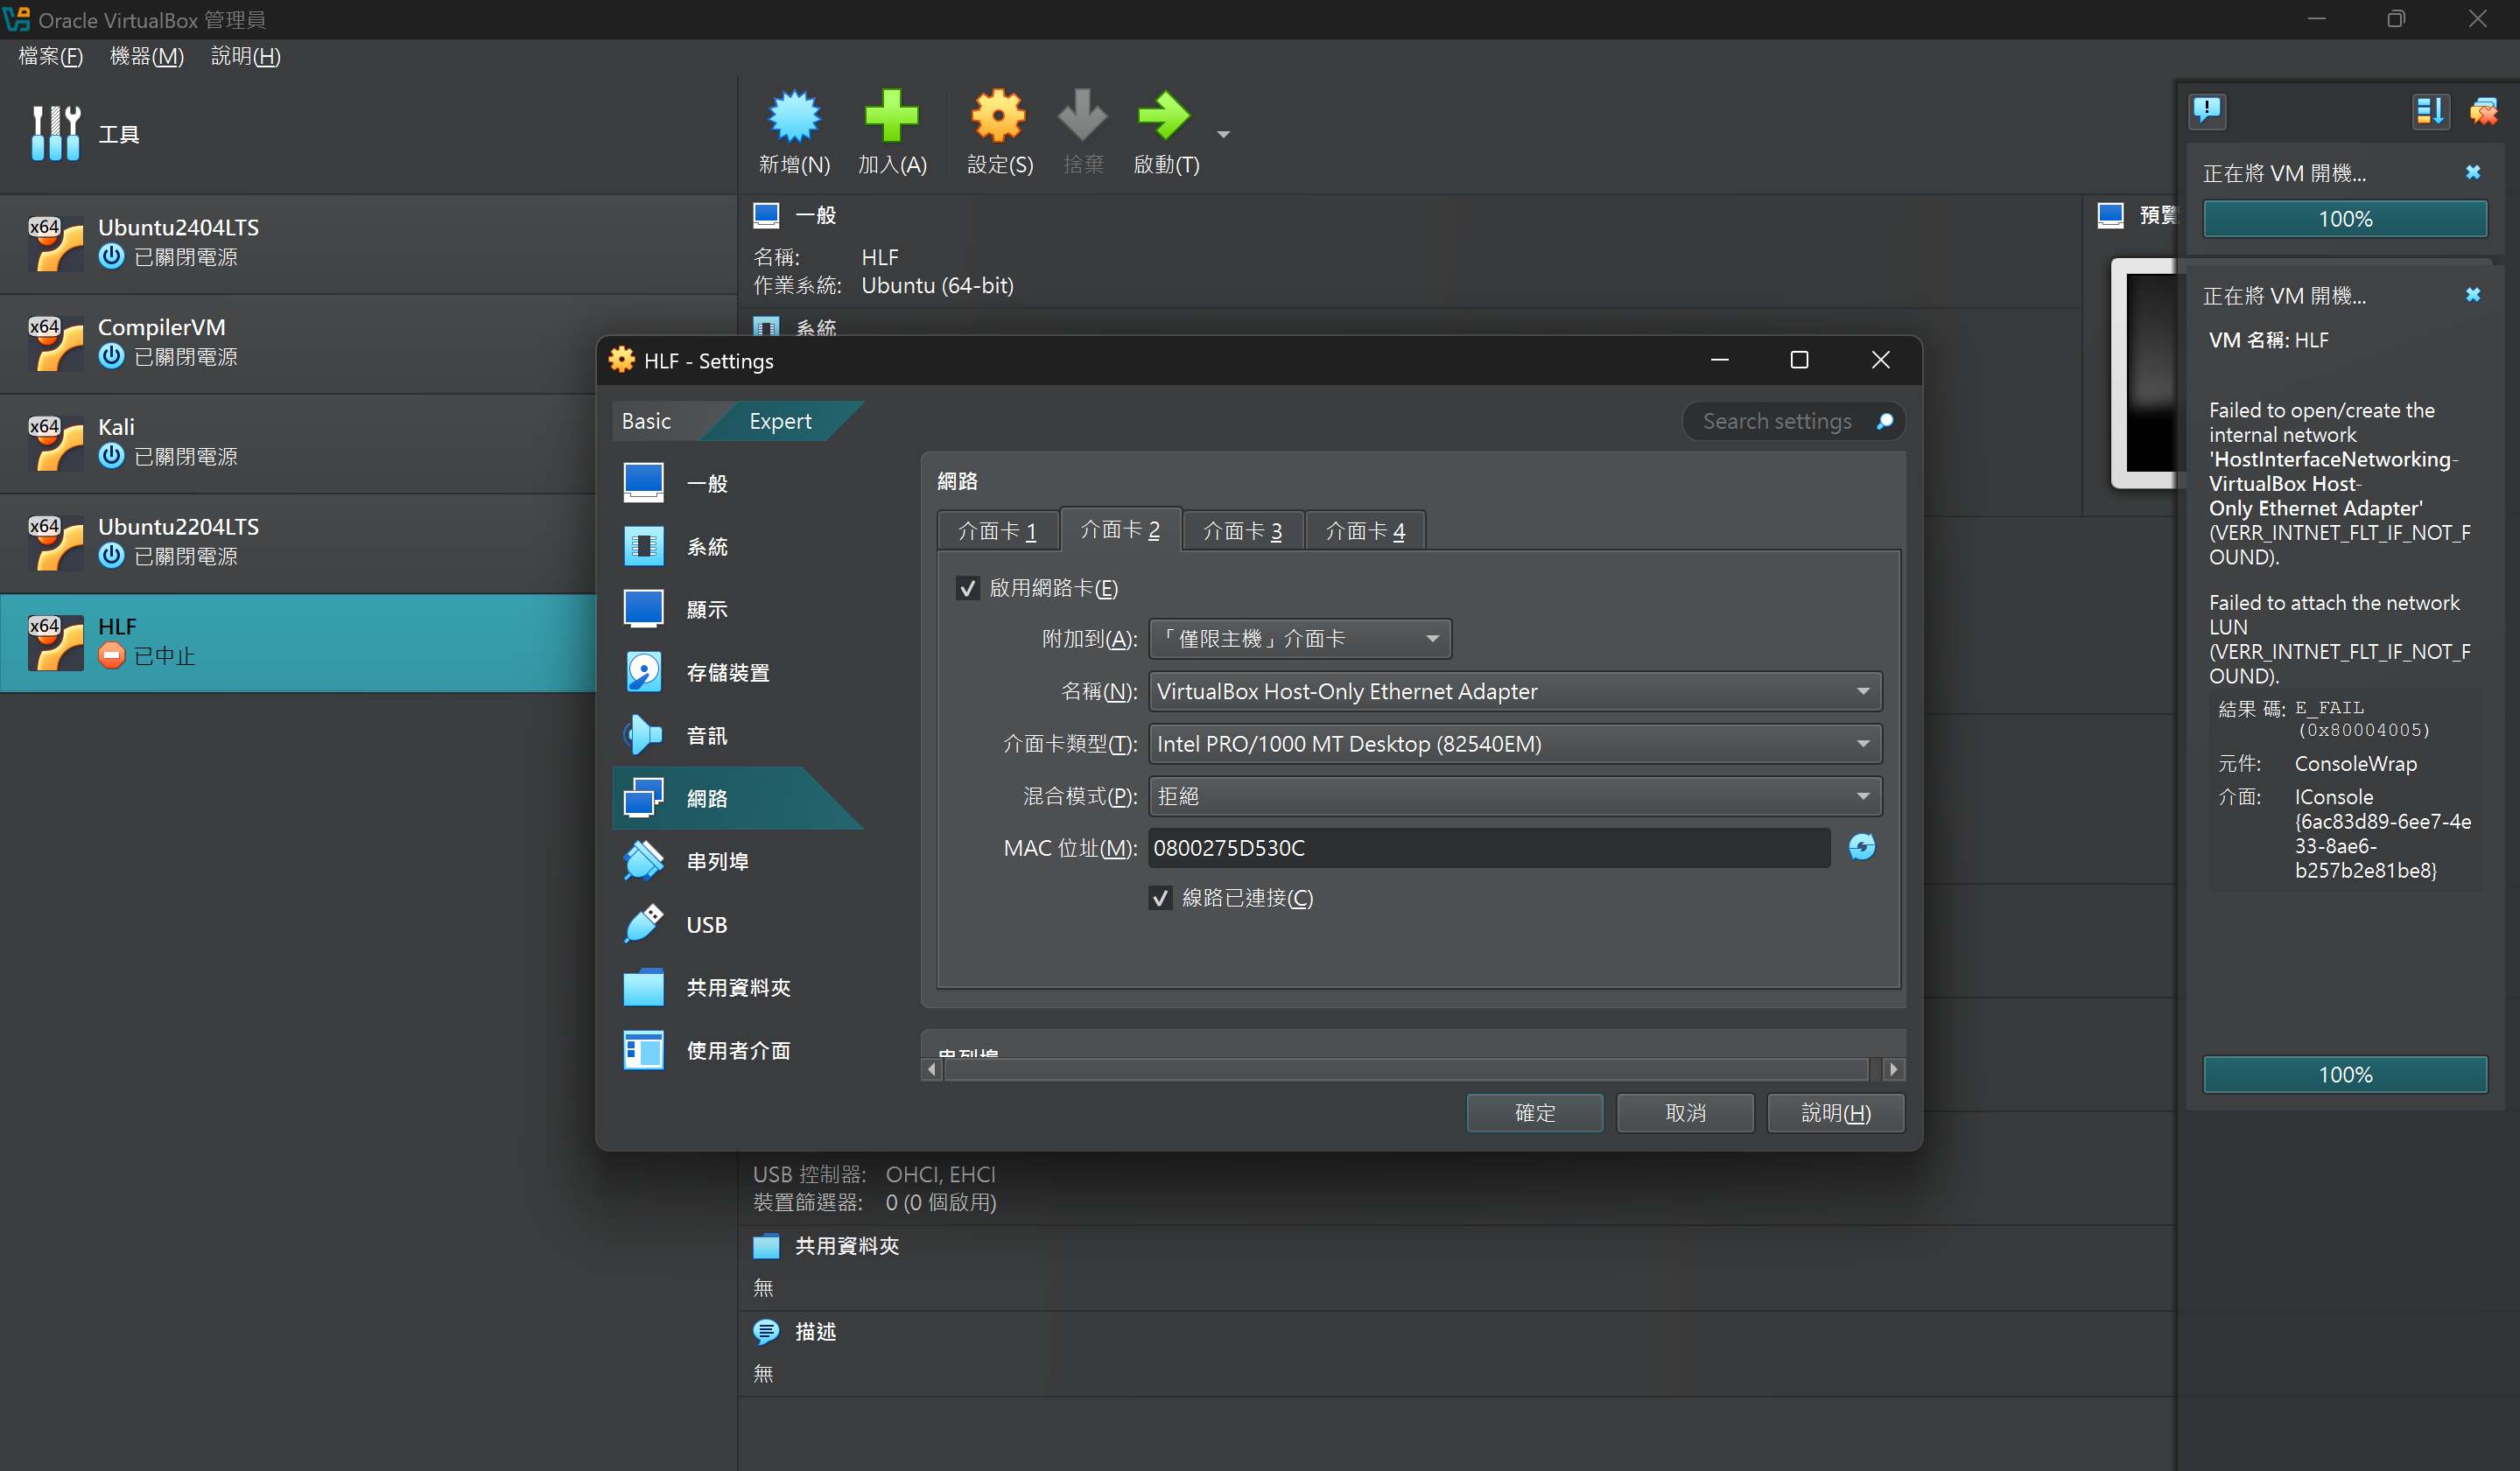 Oracle VirtualBox 管理員
檔案(F) 機器(M) 說明(H)
工具
新增(N) 加入(A) 設定(S) 捨棄 啟動(T)
x64 Ubuntu2404LTS
已關閉電源
x64 CompilerVM
已關閉電源
x64 Kali
已關閉電源
x64 Ubuntu2204LTS
已關閉電源
x64 HLF
已中止
一般
名稱: HLF
作業系統: Ubuntu (64-bit)
系統
預覽
HLF - Settings
Basic Expert
Search settings
一般
系統
顯示
存儲裝置
音訊
網路
串列埠
USB
共用資料夾
使用者介面
網路
介面卡 1 介面卡 2 介面卡 3 介面卡 4
啟用網路卡(E)
附加到(A): 「僅限主機」介面卡
名稱(N): VirtualBox Host-Only Ethernet Adapter
介面卡類型(T): Intel PRO/1000 MT Desktop (82540EM)
混合模式(P): 拒絕
MAC 位址(M): 0800275D530C
線路已連接(C)
串列埠
確定 取消 說明(H)
USB 控制器: OHCI, EHCI
裝置篩選器: 0 (0 個啟用)
共用資料夾
無
描述
無
正在將 VM 開機...
100%
正在將 VM 開機...
VM 名稱: HLF
Failed to open/create the
internal network
'HostInterfaceNetworking-
VirtualBox Host-
Only Ethernet Adapter'
(VERR_INTNET_FLT_IF_NOT_F
OUND).
Failed to attach the network
LUN
(VERR_INTNET_FLT_IF_NOT_F
OUND).
結果 碼: E_FAIL
(0x80004005)
元件: ConsoleWrap
介面: IConsole
{6ac83d89-6ee7-4e
33-8ae6-
b257b2e81be8}
100%